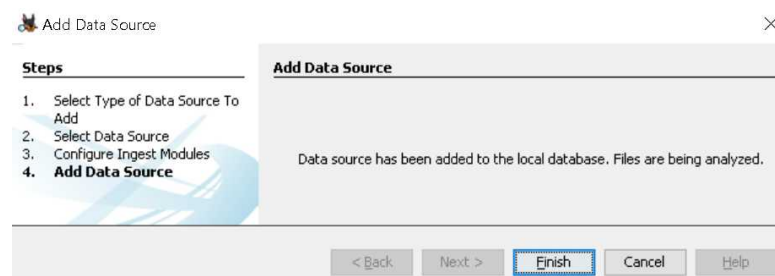 Add Data Source
Steps
1. Select Type of Data Source To
Add
2. Select Data Source
3. Configure Ingest Modules
4. Add Data Source
Add Data Source
Data source has been added to the local database. Files are being analyzed.
< Back
Next >
Finish
Cancel
Help